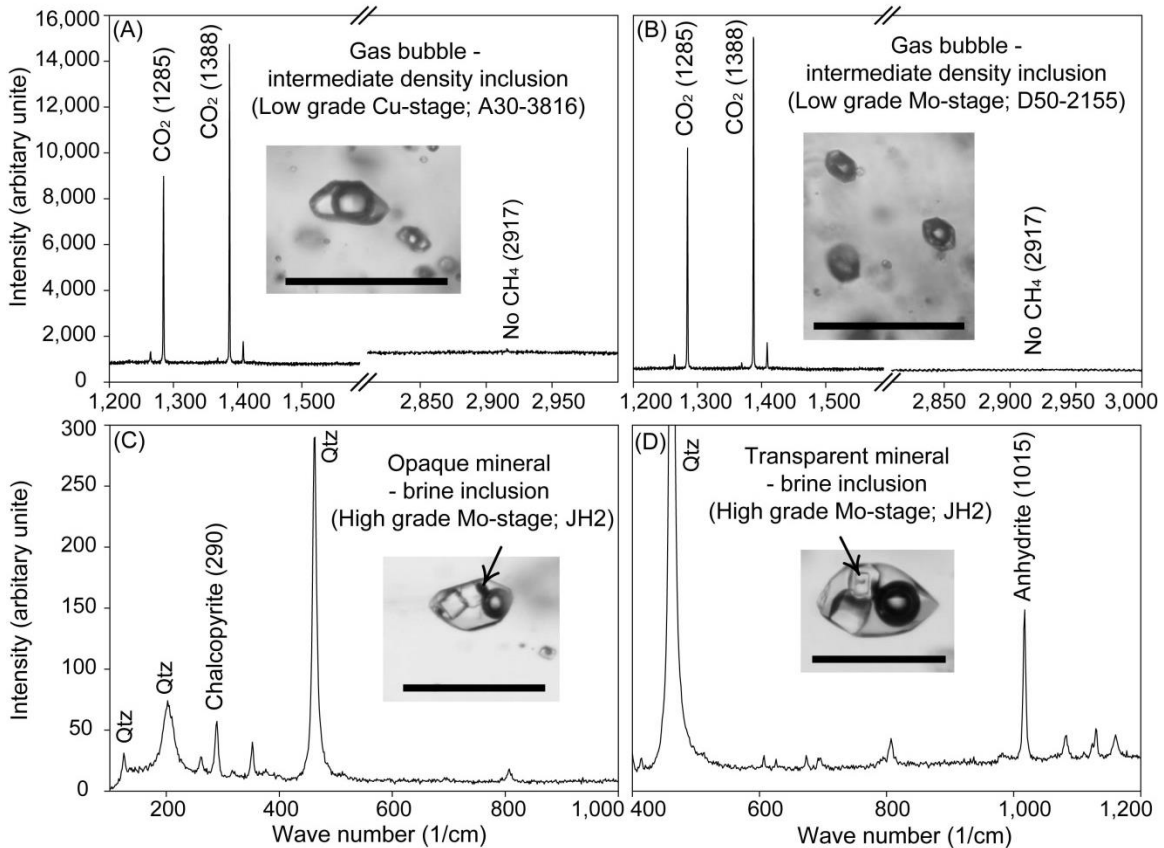 (A)
Gas bubble -
intermediate density inclusion
(Low grade Cu-stage; A30-3816)
CO₂ (1285)
CO₂ (1388)
No CH₄ (2917)
Intensity (arbitary unite)
16,000
14,000
12,000
10,000
8,000
6,000
4,000
2,000
0
1,200 1,300 1,400 1,500 2,850 2,900 2,950
(B)
Gas bubble -
intermediate density inclusion
(Low grade Mo-stage; D50-2155)
CO₂ (1285)
CO₂ (1388)
No CH₄ (2917)
1,200 1,300 1,400 1,500 2,850 2,900 2,950 3,000
(C)
Opaque mineral
- brine inclusion
(High grade Mo-stage; JH2)
Qtz
Qtz
Chalcopyrite (290)
Qtz
Intensity (arbitary unite)
300
250
200
150
100
50
0
200 400 600 800 1,000
Wave number (1/cm)
(D)
Transparent mineral
- brine inclusion
(High grade Mo-stage; JH2)
Qtz
Anhydrite (1015)
400 600 800 1,000 1,200
Wave number (1/cm)